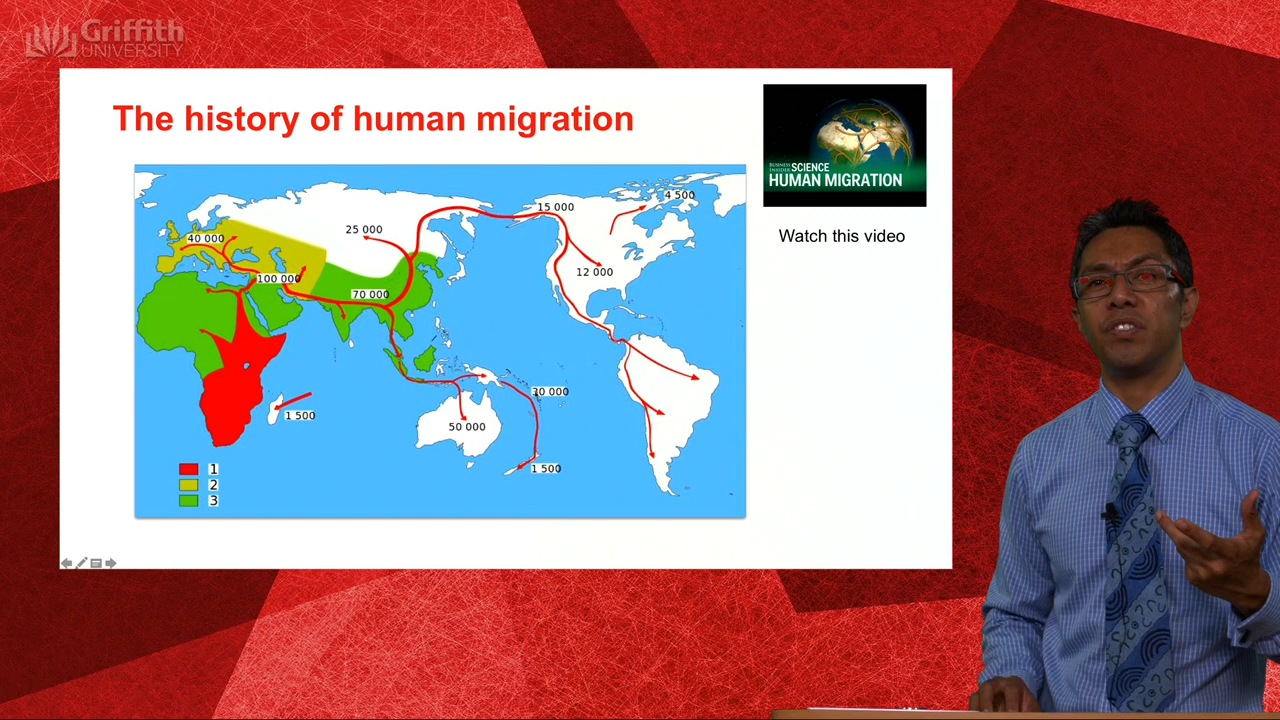 Griffith
UNIVERSITY
The history of human migration
BUSINESS
INSIDER SCIENCE
HUMAN MIGRATION
Watch this video
4 500
15 000
25 000
40 000
12 000
100 000
70 000
30 000
1 500
50 000
1 500
1
2
3